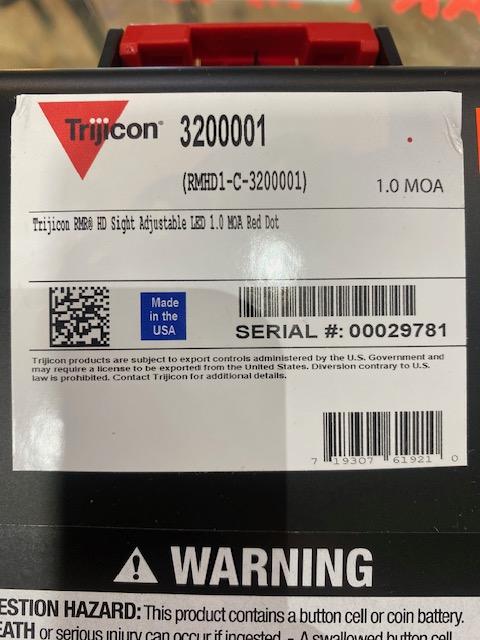 Trijicon® 3200001
(RMHD1-C-3200001)
1.0 MOA
Trijicon RMR® HD Sight Adjustable LED 1.0 MOA Red Dot
Made
in the
USA
SERIAL #: 00029781
Trijicon products are subject to export controls administered by the U.S. Government and
may require a license to be exported from the United States. Diversion contrary to U.S.
law is prohibited. Contact Trijicon for additional details.
7 19307 61921 0
WARNING
ESTION HAZARD: This product contains a button cell or coin battery.
EATH or serious injury can occur if ingested. - A swallowed button cell